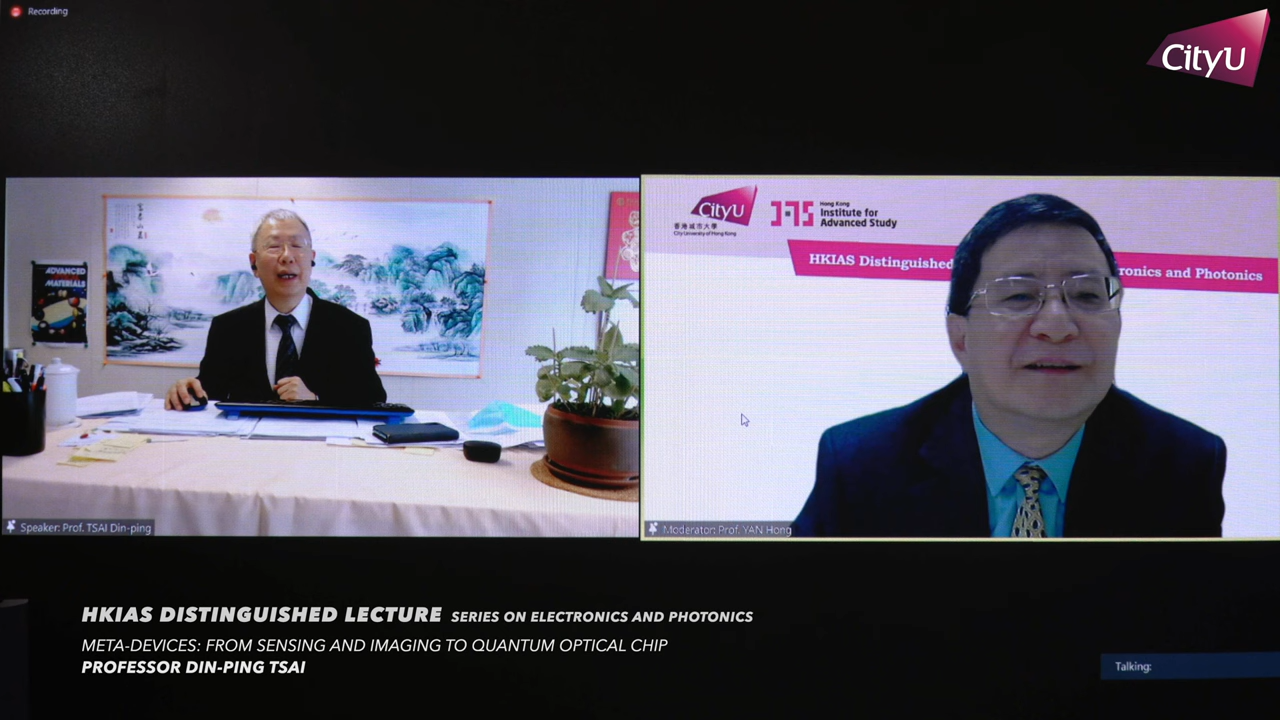 Recording
CityU
ADVANCED
MATERIALS
CityU
香港城市大學
City University of Hong Kong
Hong Kong
Institute for
Advanced Study
HKIAS Distinguished
ronics and Photonics
Speaker: Prof. TSAI Din-ping
Moderator: Prof. YAN Hong
HKIAS DISTINGUISHED LECTURE SERIES ON ELECTRONICS AND PHOTONICS
META-DEVICES: FROM SENSING AND IMAGING TO QUANTUM OPTICAL CHIP
PROFESSOR DIN-PING TSAI
Talking: